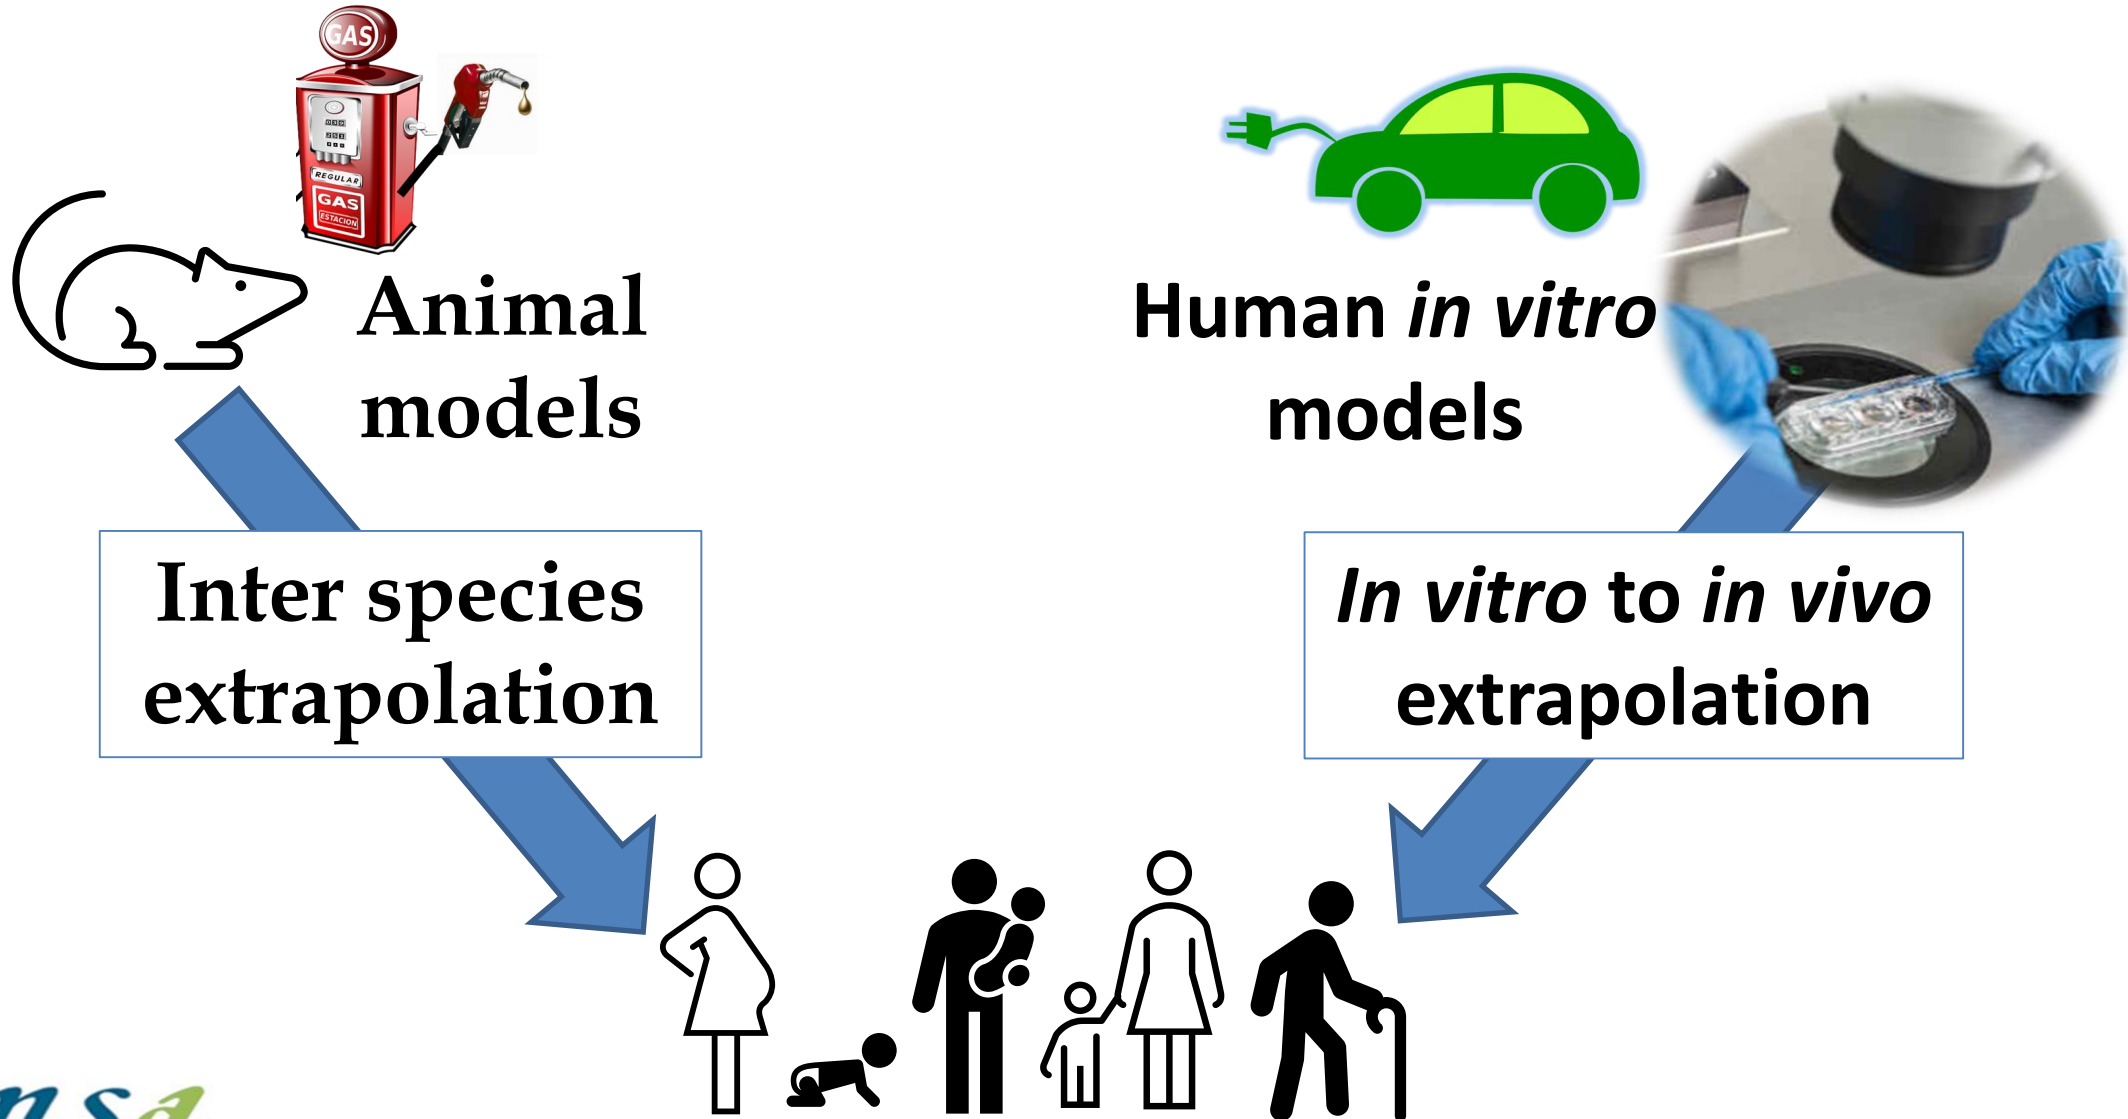 GAS
REGULAR
GAS
ESTACION
Animal
models
Human in vitro
models
Inter species
extrapolation
In vitro to in vivo
extrapolation